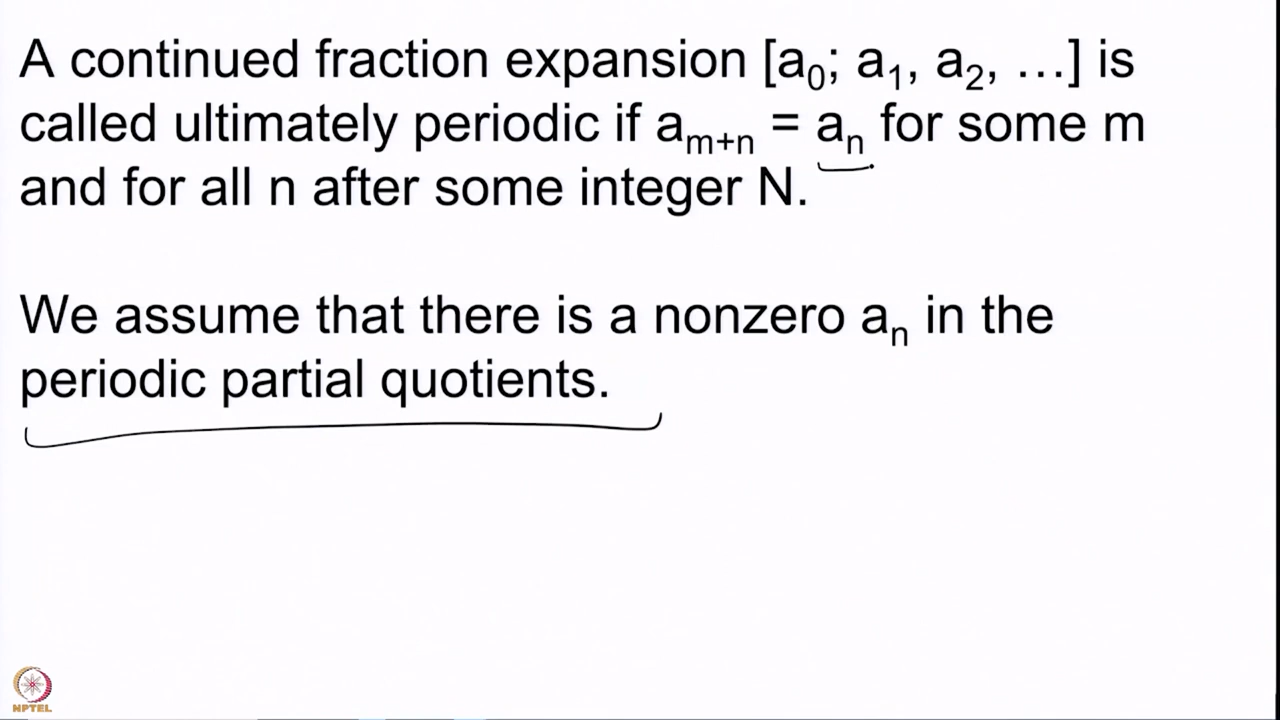 A continued fraction expansion [a₀; a₁, a₂, …] is
called ultimately periodic if aₘ₊ₙ = aₙ for some m
and for all n after some integer N.
We assume that there is a nonzero aₙ in the
periodic partial quotients.
NPTEL